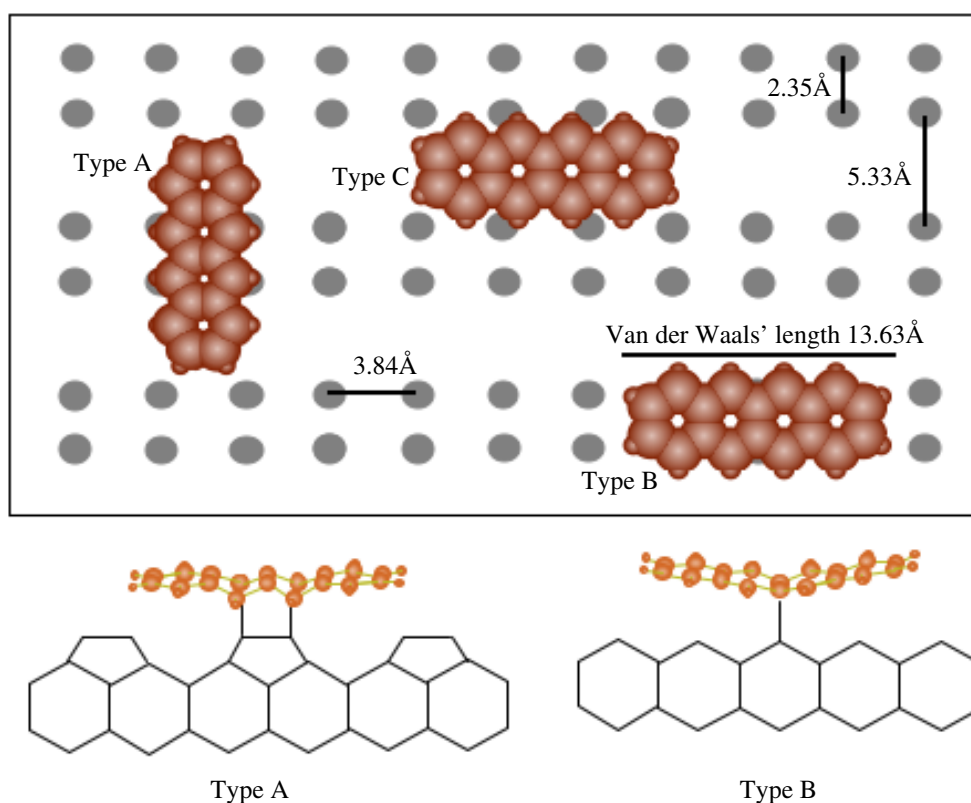 2.35Å
Type A
Type C
5.33Å
Van der Waals’ length 13.63Å
3.84Å
Type B
Type A
Type B